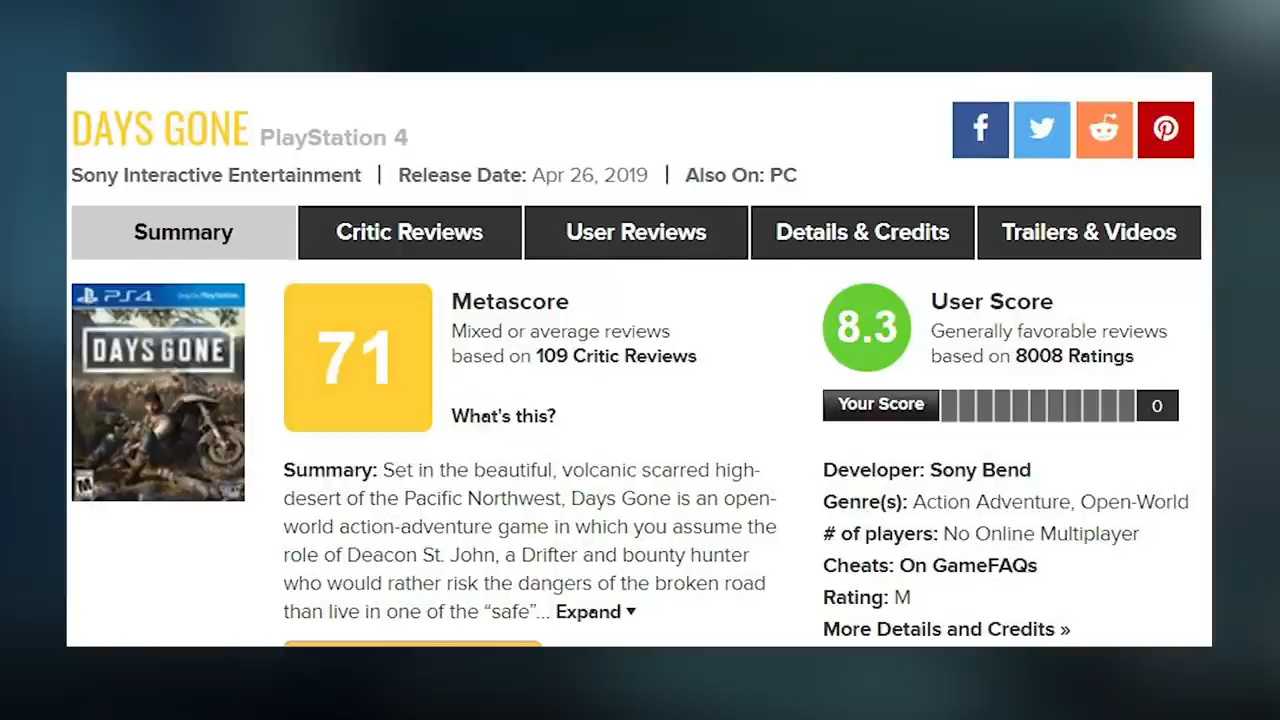 DAYS GONE PlayStation 4
Sony Interactive Entertainment | Release Date: Apr 26, 2019 | Also On: PC
Summary
Critic Reviews
User Reviews
Details & Credits
Trailers & Videos
PS4
DAYS GONE
M
71
Metascore
Mixed or average reviews
based on 109 Critic Reviews
What's this?
8.3
User Score
Generally favorable reviews
based on 8008 Ratings
Your Score
0
Summary: Set in the beautiful, volcanic scarred high-
desert of the Pacific Northwest, Days Gone is an open-
world action-adventure game in which you assume the
role of Deacon St. John, a Drifter and bounty hunter
who would rather risk the dangers of the broken road
than live in one of the “safe”... Expand ▾
Developer: Sony Bend
Genre(s): Action Adventure, Open-World
# of players: No Online Multiplayer
Cheats: On GameFAQs
Rating: M
More Details and Credits »